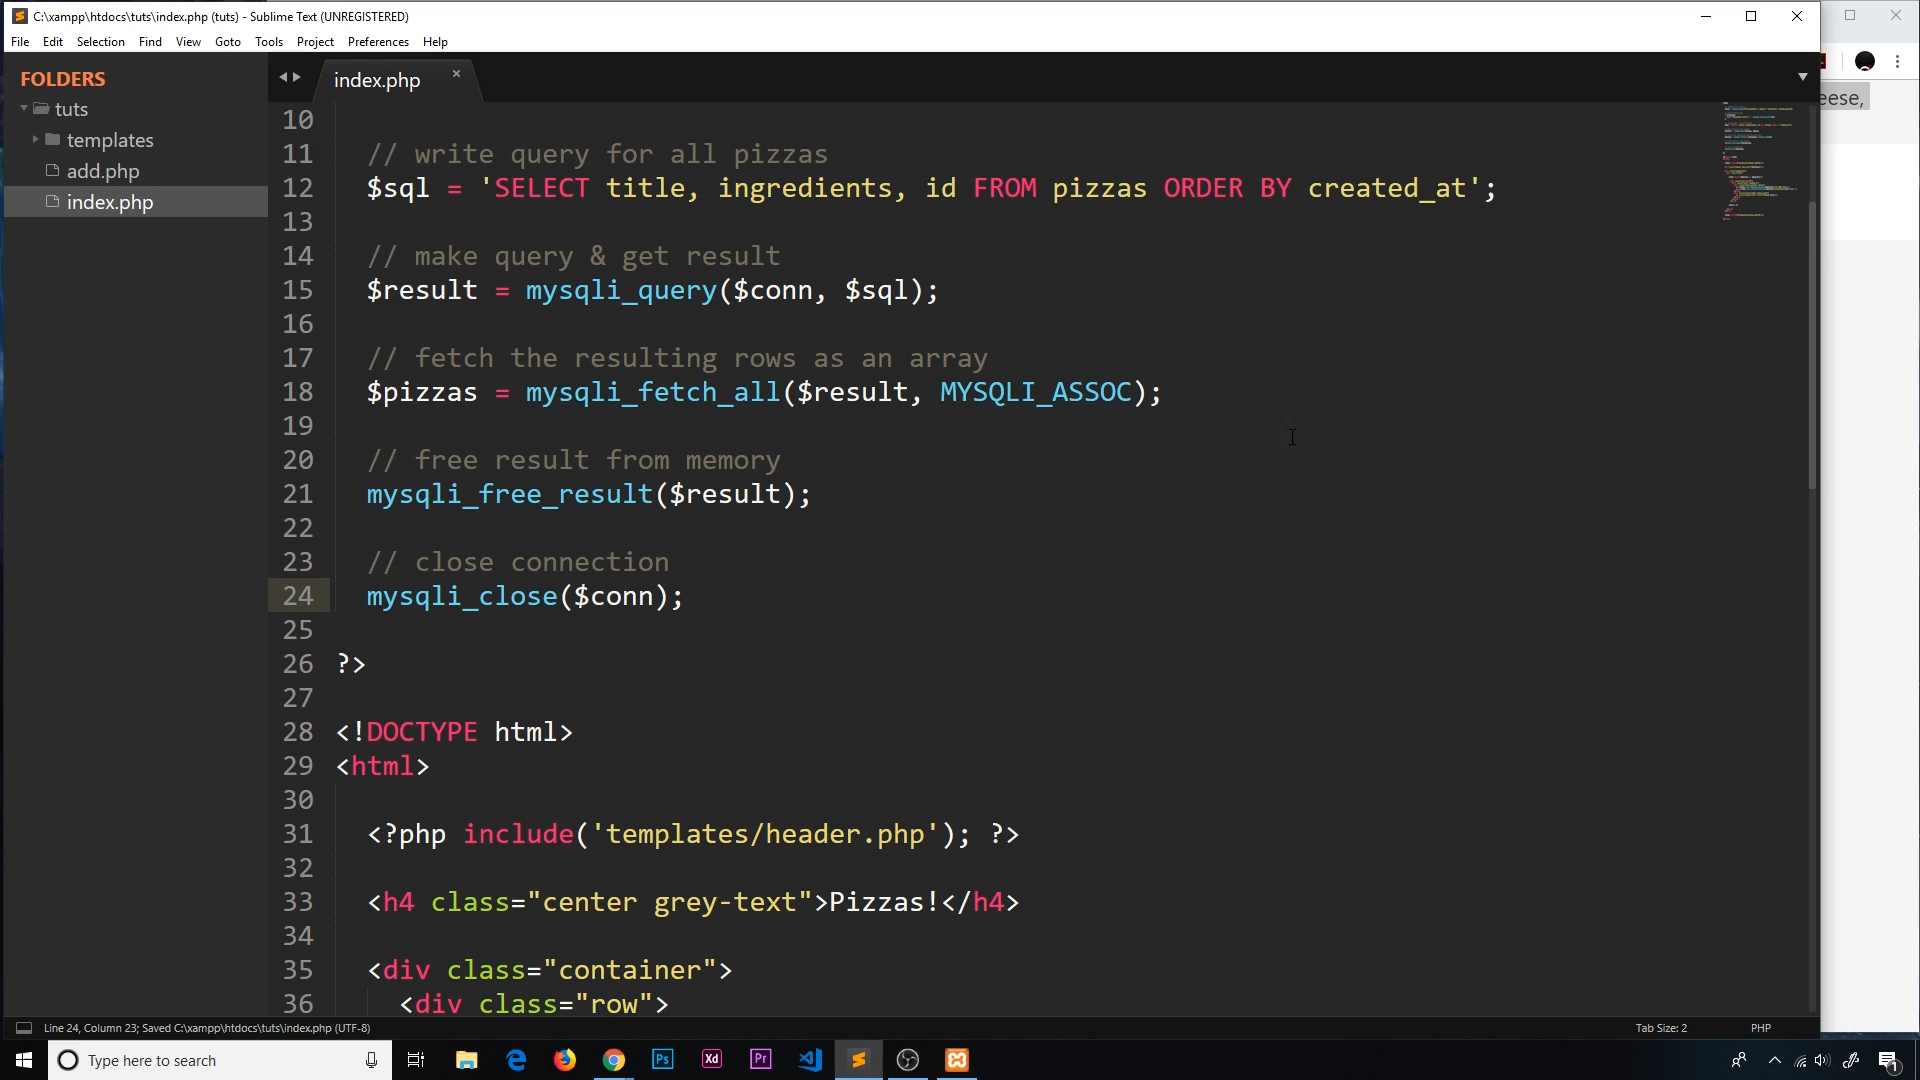 C:\xampp\htdocs\tuts\index.php (tuts) - Sublime Text (UNREGISTERED)
File Edit Selection Find View Goto Tools Project Preferences Help
FOLDERS
tuts
templates
add.php
index.php
index.php
eese,
10
11 // write query for all pizzas
12 $sql = 'SELECT title, ingredients, id FROM pizzas ORDER BY created_at';
13
14 // make query & get result
15 $result = mysqli_query($conn, $sql);
16
17 // fetch the resulting rows as an array
18 $pizzas = mysqli_fetch_all($result, MYSQLI_ASSOC);
19
20 // free result from memory
21 mysqli_free_result($result);
22
23 // close connection
24 mysqli_close($conn);
25
26 ?>
27
28 <!DOCTYPE html>
29 <html>
30
31 <?php include('templates/header.php'); ?>
32
33 <h4 class="center grey-text">Pizzas!</h4>
34
35 <div class="container">
36 <div class="row">
Line 24, Column 23; Saved C:\xampp\htdocs\tuts\index.php (UTF-8)
Tab Size: 2 PHP
Type here to search
Ps Xd Pr
1